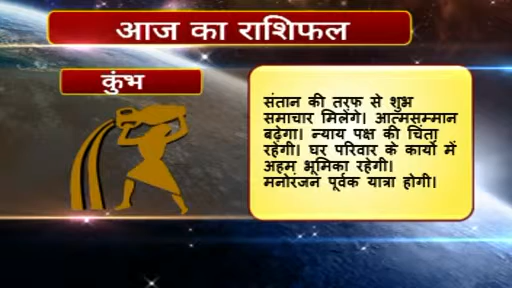 आज का राशिफल
कुंभ
संतान की तरफ से शुभ
समाचार मिलेंगे। आत्मसम्मान
बढ़ेगा। न्याय पक्ष की चिंता
रहेगी। घर परिवार के कार्यो में
अहम् भूमिका रहेगी।
मनोरंजन पूर्वक यात्रा होगी।